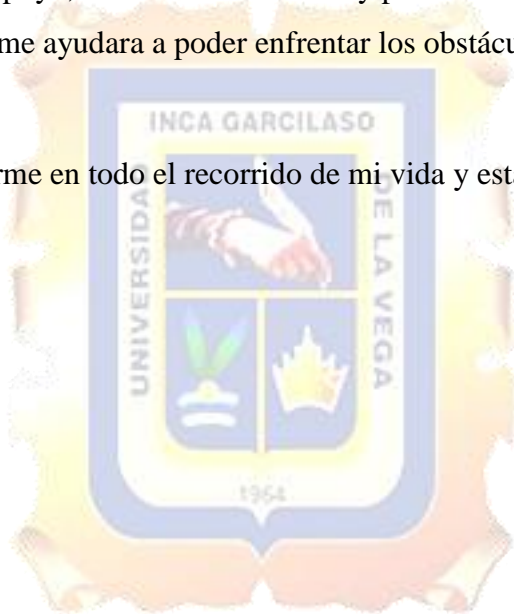 me ayudara a poder enfrentar los obstácu
INCA GARCILASO
rme en todo el recorrido de mi vida y est
UNIVERSIDAD
DE LA VEGA
1964